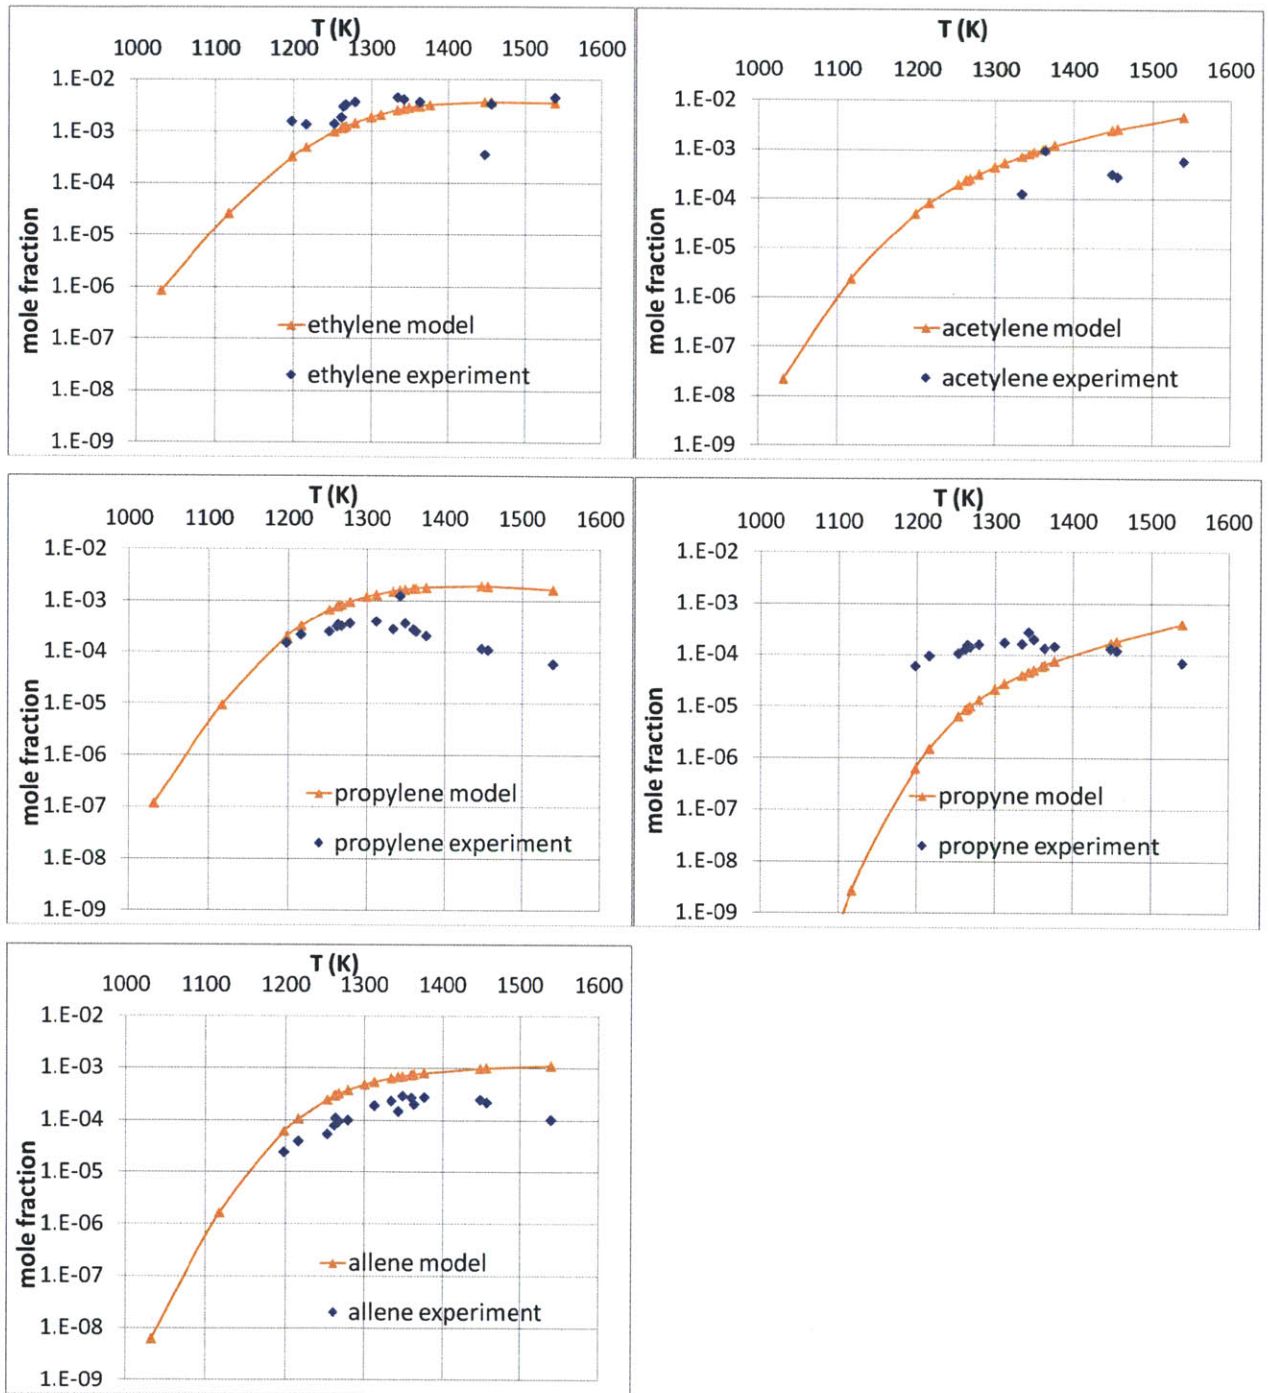 T (K)
1000 1100 1200 1300 1400 1500 1600
1.E-02
1.E-03
1.E-04
1.E-05
1.E-06
1.E-07
1.E-08
1.E-09
mole fraction
ethylene model
ethylene experiment
T (K)
1000 1100 1200 1300 1400 1500 1600
1.E-02
1.E-03
1.E-04
1.E-05
1.E-06
1.E-07
1.E-08
1.E-09
mole fraction
acetylene model
acetylene experiment
T (K)
1000 1100 1200 1300 1400 1500 1600
1.E-02
1.E-03
1.E-04
1.E-05
1.E-06
1.E-07
1.E-08
1.E-09
mole fraction
propylene model
propylene experiment
T (K)
1000 1100 1200 1300 1400 1500 1600
1.E-02
1.E-03
1.E-04
1.E-05
1.E-06
1.E-07
1.E-08
1.E-09
mole fraction
propyne model
propyne experiment
T (K)
1000 1100 1200 1300 1400 1500 1600
1.E-02
1.E-03
1.E-04
1.E-05
1.E-06
1.E-07
1.E-08
1.E-09
mole fraction
allene model
allene experiment